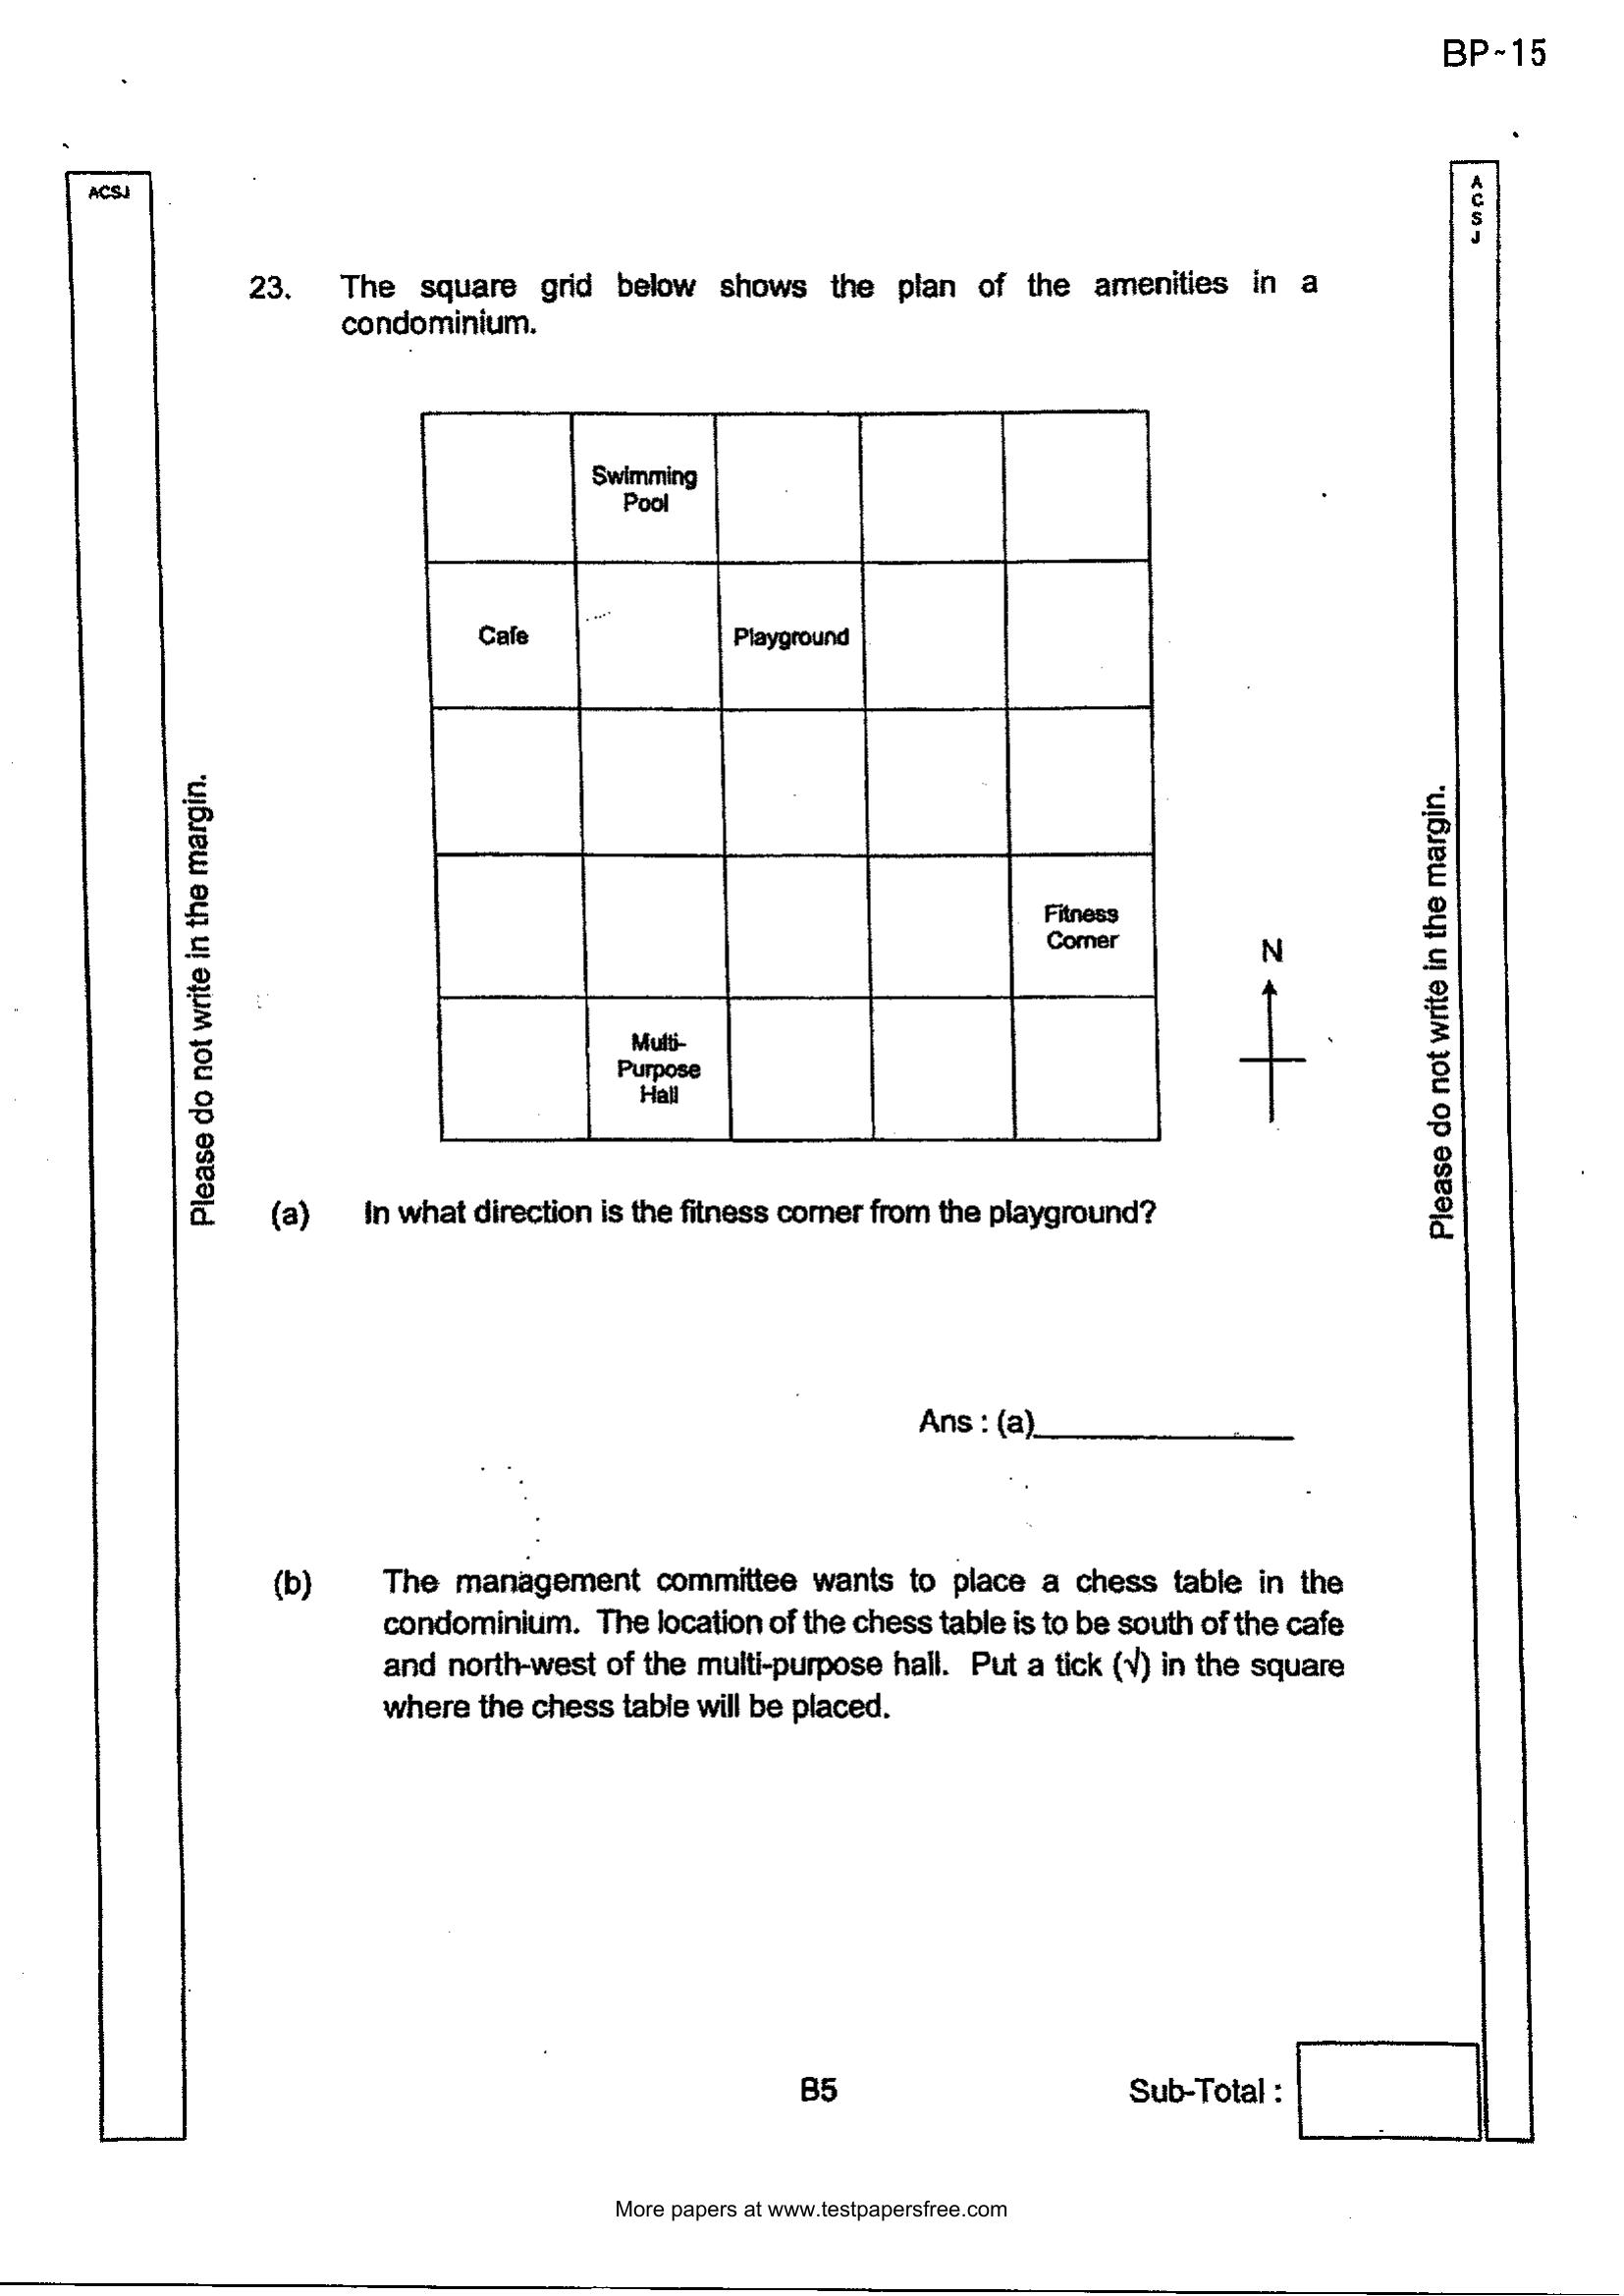 BP-15
ACSJ
A
C
S
J
23. The square grid below shows the plan of the amenities in a
condominium.
Swimming
Pool
Cafe
Playground
Fitness
Corner
Multi-
Purpose
Hall
N
Please do not write in the margin.
Please do not write in the margin.
(a) In what direction is the fitness corner from the playground?
Ans : (a)
(b) The management committee wants to place a chess table in the
condominium. The location of the chess table is to be south of the cafe
and north-west of the multi-purpose hall. Put a tick (√) in the square
where the chess table will be placed.
B5
Sub-Total :
More papers at www.testpapersfree.com